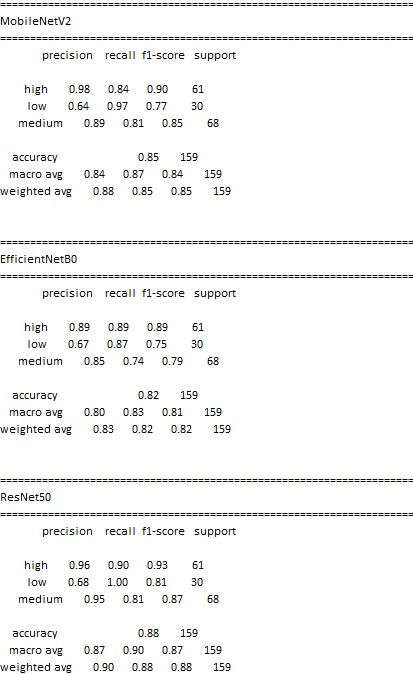 ================================================================
MobileNetV2
================================================================
precision recall f1-score support
high 0.98 0.84 0.90 61
low 0.64 0.97 0.77 30
medium 0.89 0.81 0.85 68
accuracy 0.85 159
macro avg 0.84 0.87 0.84 159
weighted avg 0.88 0.85 0.85 159
================================================================
EfficientNetB0
================================================================
precision recall f1-score support
high 0.89 0.89 0.89 61
low 0.67 0.87 0.75 30
medium 0.85 0.74 0.79 68
accuracy 0.82 159
macro avg 0.80 0.83 0.81 159
weighted avg 0.83 0.82 0.82 159
================================================================
ResNet50
================================================================
precision recall f1-score support
high 0.96 0.90 0.93 61
low 0.68 1.00 0.81 30
medium 0.95 0.81 0.87 68
accuracy 0.88 159
macro avg 0.87 0.90 0.87 159
weighted avg 0.90 0.88 0.88 159